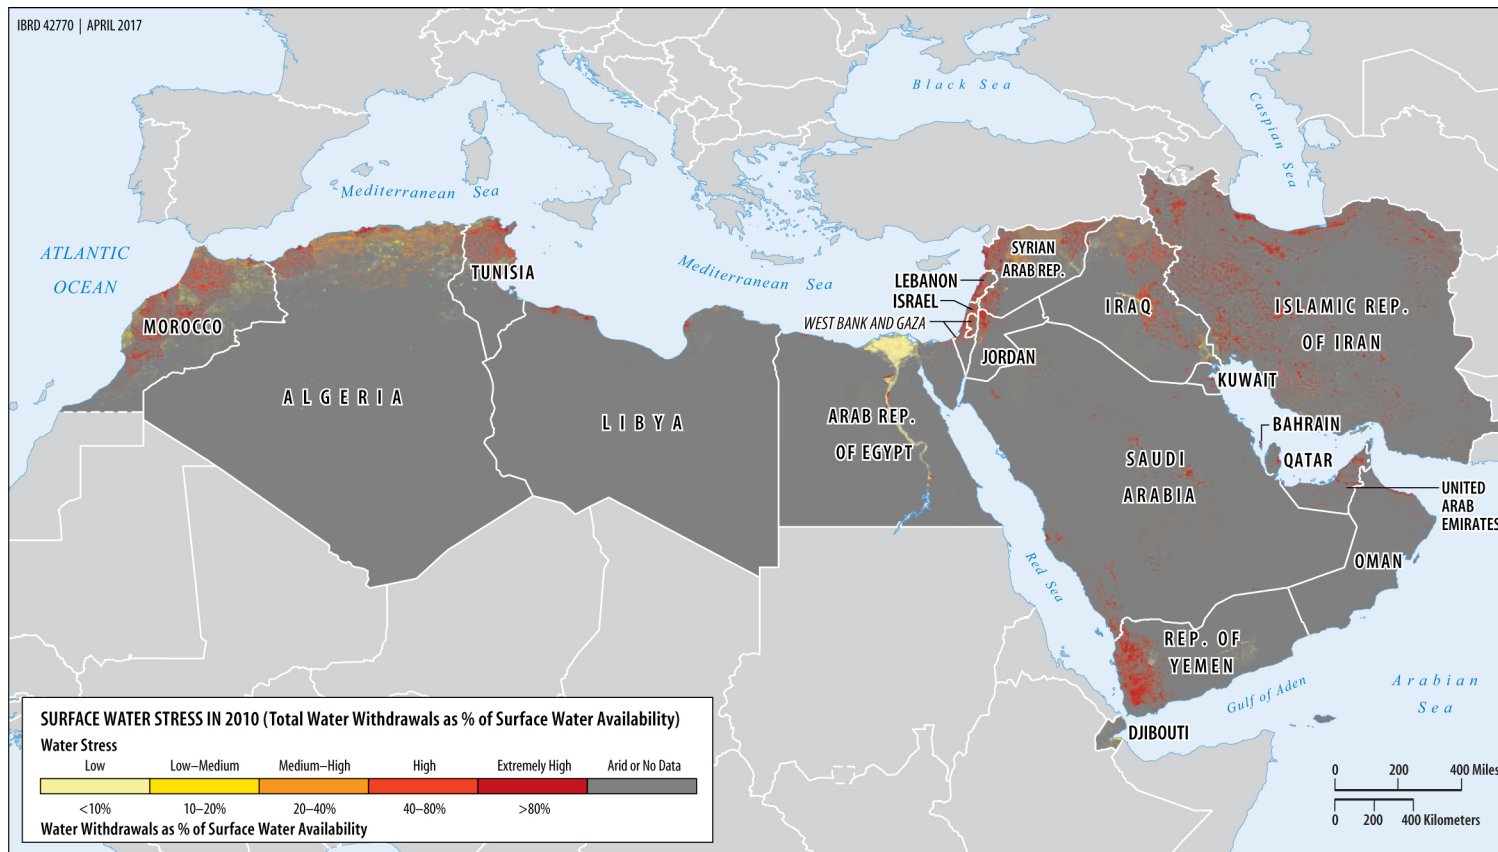 IBRD 42770 | APRIL 2017
Black Sea
Caspian Sea
Mediterranean Sea
ATLANTIC
OCEAN
TUNISIA
Mediterranean Sea
SYRIAN
ARAB REP.
LEBANON
ISRAEL
WEST BANK AND GAZA
IRAQ
ISLAMIC REP.
OF IRAN
MOROCCO
JORDAN
KUWAIT
ALGERIA
LIBYA
ARAB REP.
OF EGYPT
BAHRAIN
SAUDI
ARABIA
QATAR
UNITED
ARAB
EMIRATES
OMAN
Red Sea
REP. OF
YEMEN
Gulf of Aden
Arabian
Sea
DJIBOUTI
SURFACE WATER STRESS IN 2010 (Total Water Withdrawals as % of Surface Water Availability)
Water Stress
Low Low–Medium Medium–High High Extremely High Arid or No Data
<10% 10–20% 20–40% 40–80% >80%
Water Withdrawals as % of Surface Water Availability
0 200 400 Miles
0 200 400 Kilometers